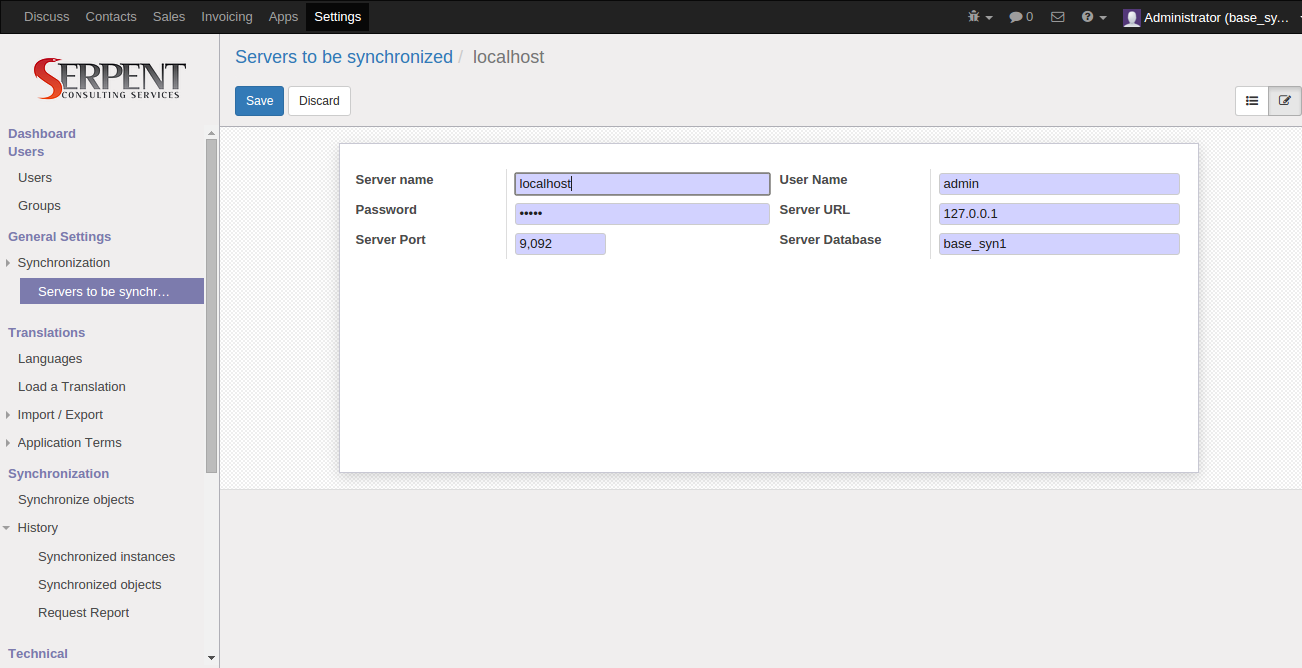 Discuss Contacts Sales Invoicing Apps Settings 0 Administrator (base_sy...
SERPENT
CONSULTING SERVICES
Dashboard
Users
Users
Groups
General Settings
Synchronization
Servers to be synchr...
Translations
Languages
Load a Translation
Import / Export
Application Terms
Synchronization
Synchronize objects
History
Synchronized instances
Synchronized objects
Request Report
Technical
Servers to be synchronized / localhost
Save Discard
Server name localhost User Name admin
Password ••••• Server URL 127.0.0.1
Server Port 9,092 Server Database base_syn1